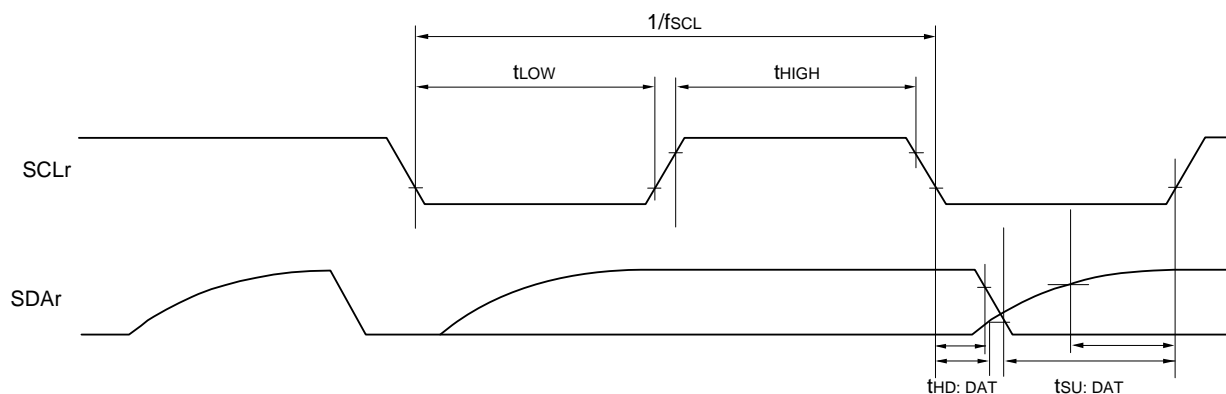 1/fSCL
tLOW
tHIGH
SCLr
SDAr
tHD: DAT
tSU: DAT